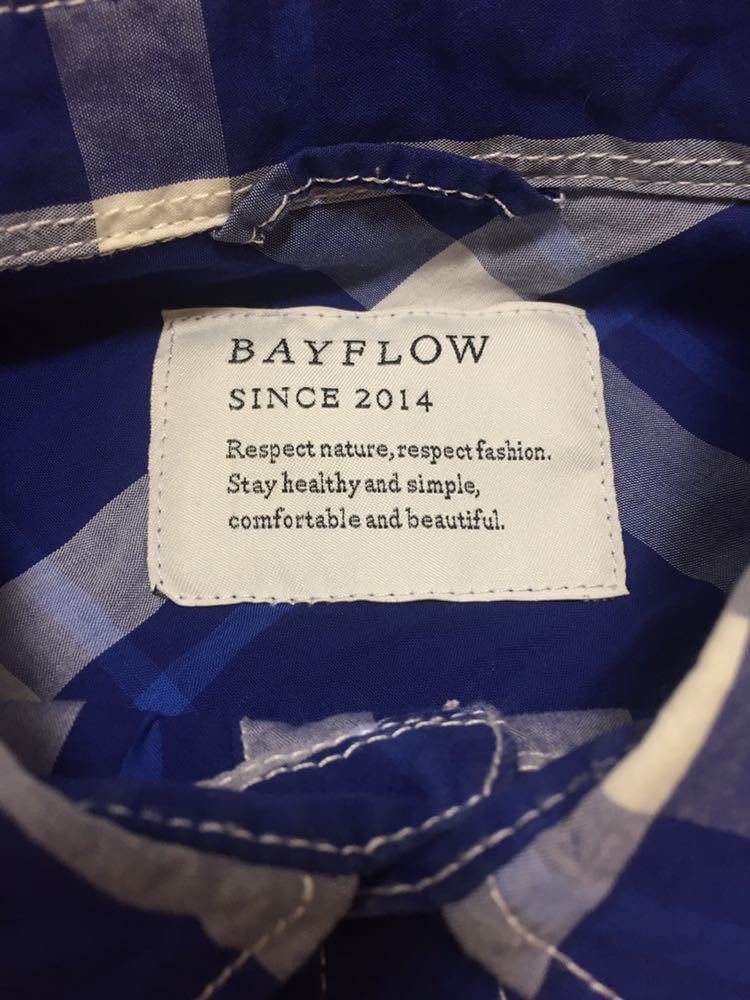 BAYFLOW
SINCE 2014
Respect nature, respect fashion.
Stay healthy and simple,
comfortable and beautiful.